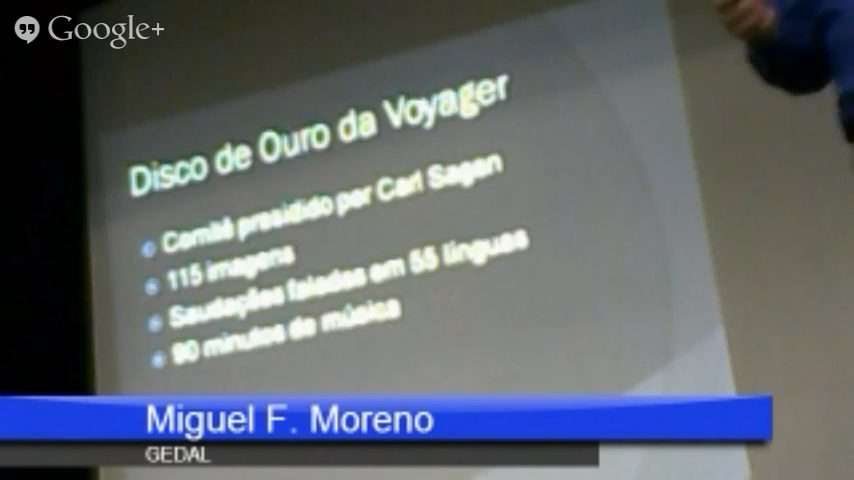 Google+
Disco de Ouro da Voyager
Comitê presidido por Carl Sagan
115 imagens
Saudações faladas em 55 línguas
90 minutos de música
Miguel F. Moreno
GEDAL